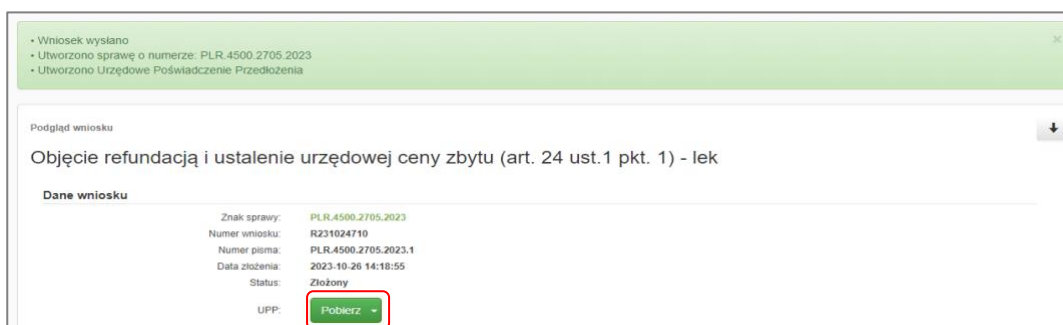 • Wniosek wysłano
• Utworzono sprawę o numerze: PLR.4500.2705.2023
• Utworzono Urzędowe Poświadczenie Przedłożenia
Podgląd wniosku
Objęcie refundacją i ustalenie urzędowej ceny zbytu (art. 24 ust.1 pkt. 1) - lek
Dane wniosku
Znak sprawy: PLR.4500.2705.2023
Numer wniosku: R231024710
Numer pisma: PLR.4500.2705.2023.1
Data złożenia: 2023-10-26 14:18:55
Status: Złożony
UPP: Pobierz